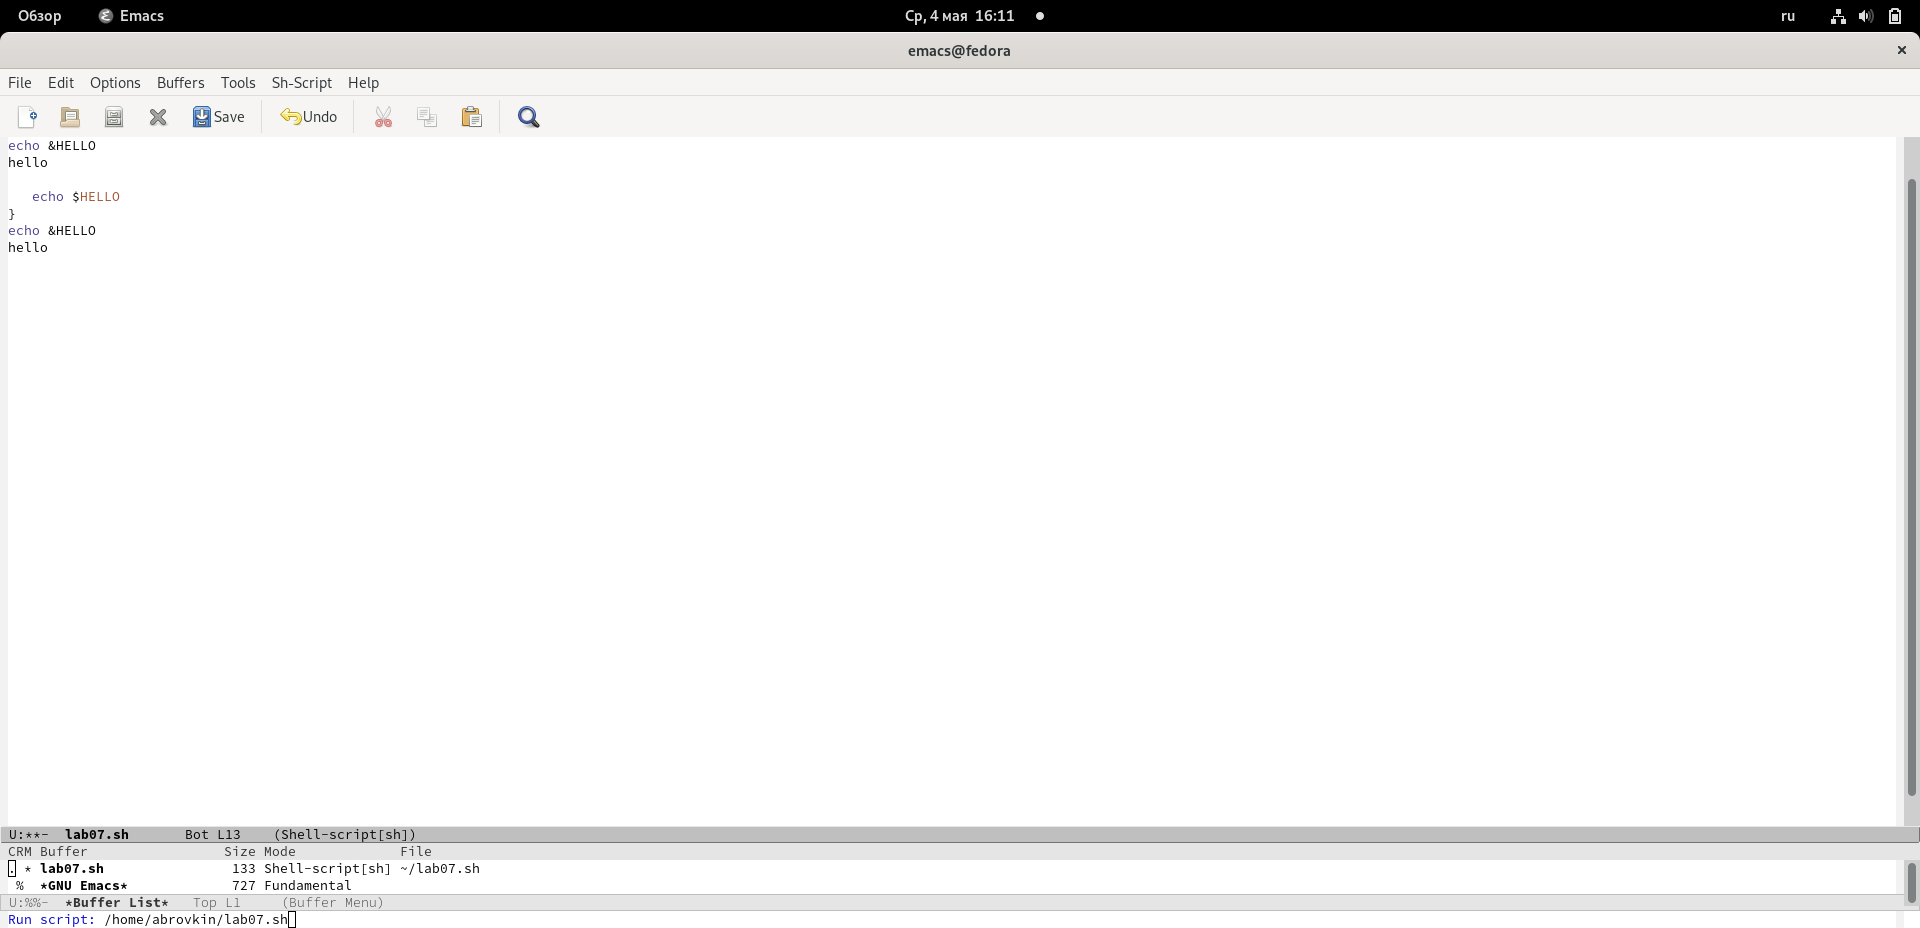 Обзор Emacs Ср, 4 мая 16:11 ru
emacs@fedora
File Edit Options Buffers Tools Sh-Script Help
Save Undo
echo &HELLO
hello
echo $HELLO
}
echo &HELLO
hello
U:**- lab07.sh Bot L13 (Shell-script[sh])
CRM Buffer Size Mode File
. * lab07.sh 133 Shell-script[sh] ~/lab07.sh
% *GNU Emacs* 727 Fundamental
U:%%- *Buffer List* Top L1 (Buffer Menu)
Run script: /home/abrovkin/lab07.sh